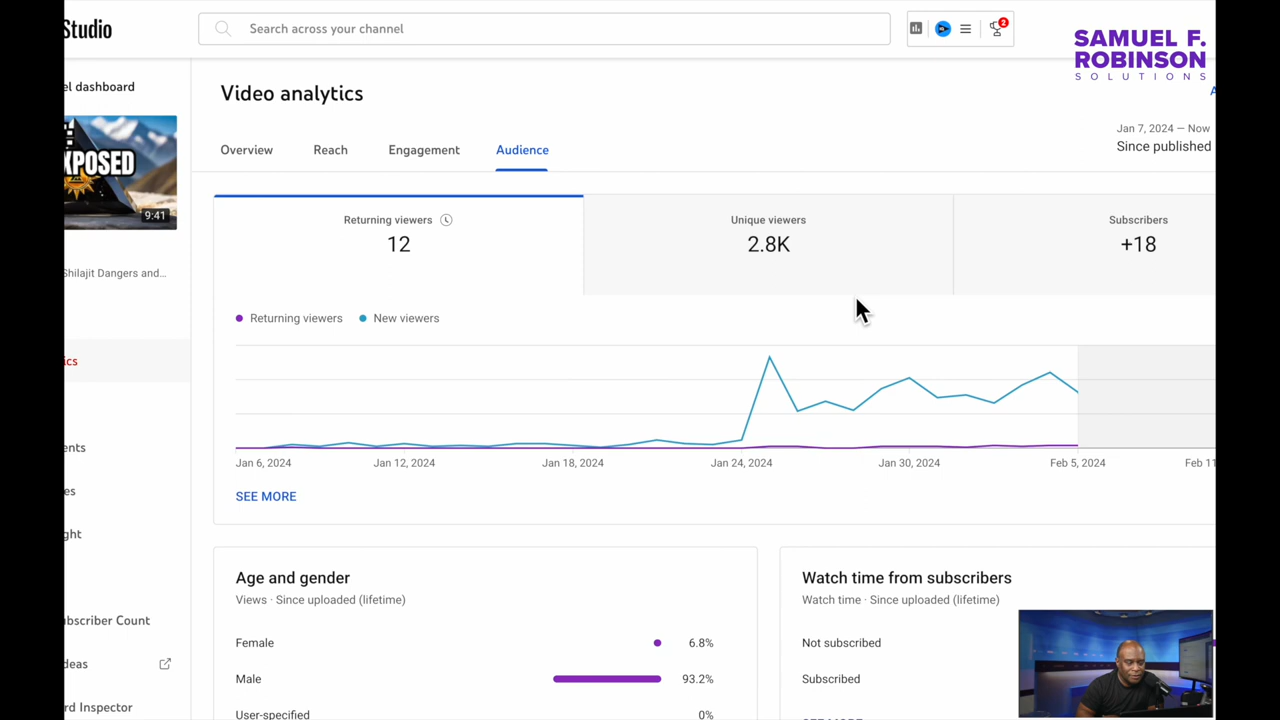 Studio
Search across your channel
2
SAMUEL F.
ROBINSON
SOLUTIONS
el dashboard
Video analytics
A
Jan 7, 2024 — Now
Since published
Overview
Reach
Engagement
Audience
XPOSED
9:41
Shilajit Dangers and...
Returning viewers
12
Unique viewers
2.8K
Subscribers
+18
Returning viewers
New viewers
ics
ents
es
ght
Jan 6, 2024
Jan 12, 2024
Jan 18, 2024
Jan 24, 2024
Jan 30, 2024
Feb 5, 2024
Feb 11
SEE MORE
Age and gender
Views · Since uploaded (lifetime)
Female
6.8%
Male
93.2%
User-specified
0%
Watch time from subscribers
Watch time · Since uploaded (lifetime)
Not subscribed
Subscribed
ubscriber Count
deas
rd Inspector